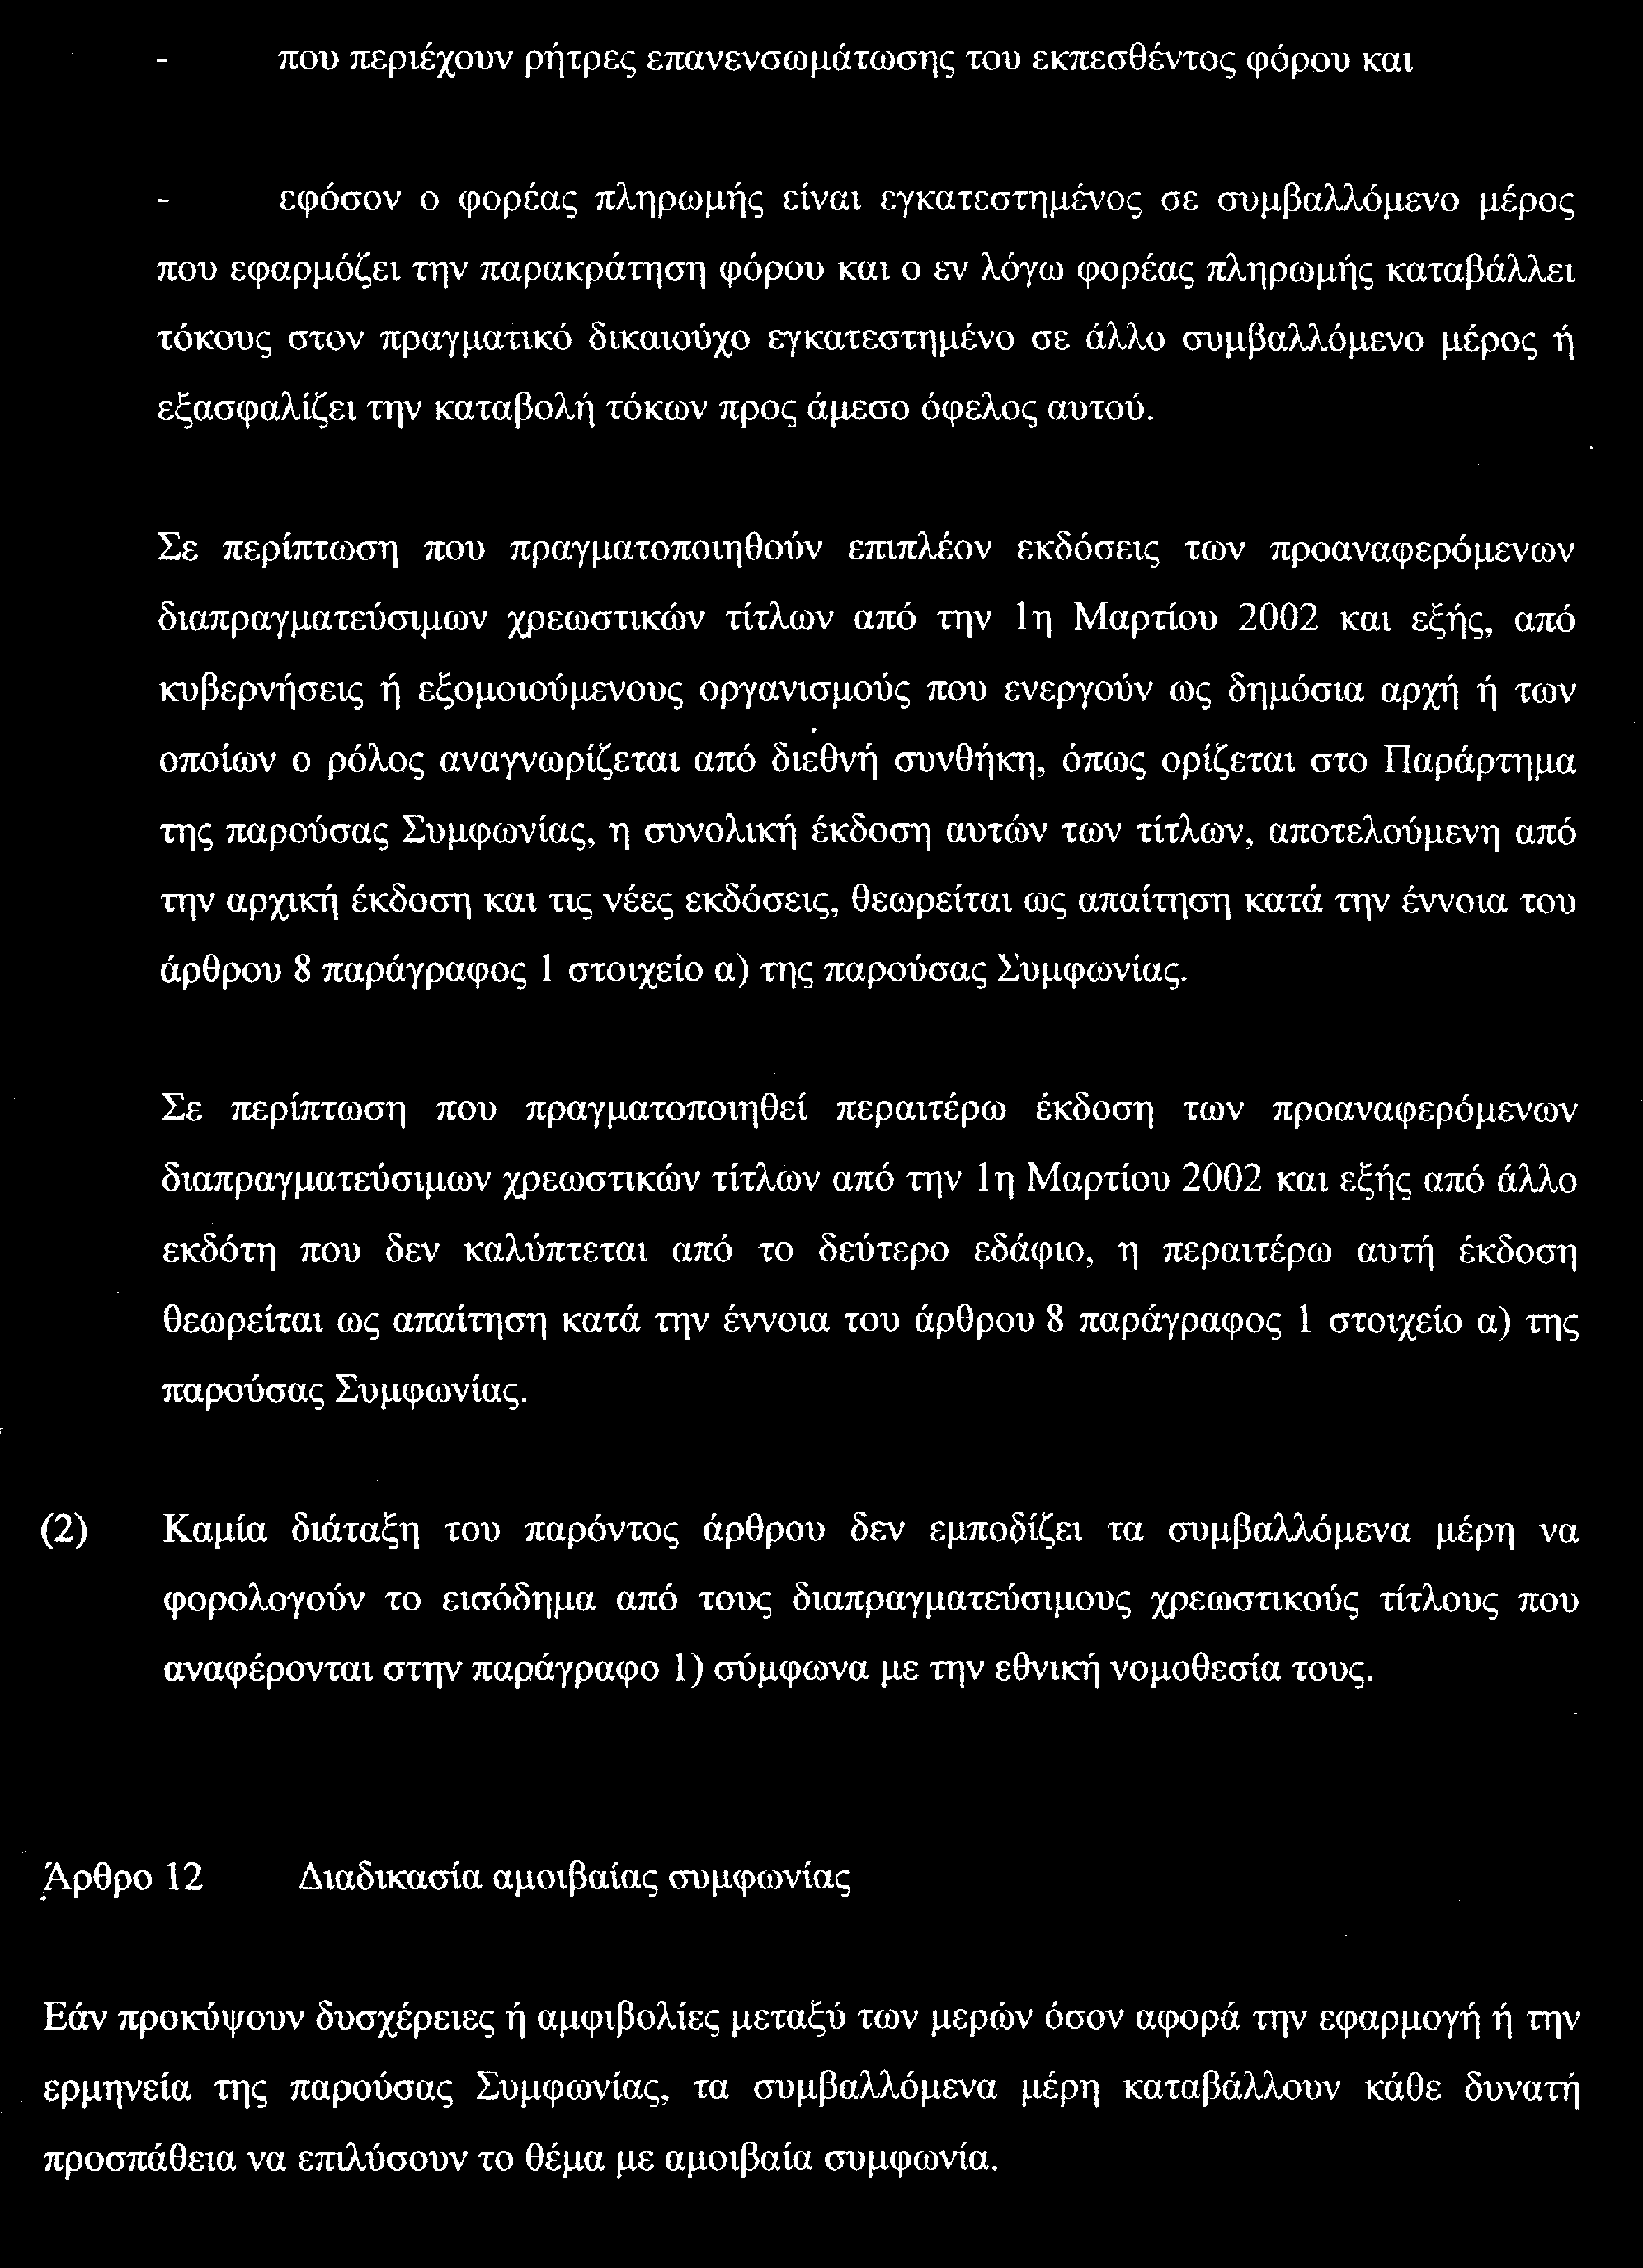 - που περιέχουν ρήτρες επανενσωμάτωσης του εκπεσθέντος φόρου και
- εφόσον ο φορέας πληρωμής είναι εγκατεστημένος σε συμβαλλόμενο μέρος
που εφαρμόζει την παρακράτηση φόρου και ο εν λόγω φορέας πληρωμής καταβάλλει
τόκους στον πραγματικό δικαιούχο εγκατεστημένο σε άλλο συμβαλλόμενο μέρος ή
εξασφαλίζει την καταβολή τόκων προς άμεσο όφελος αυτού.
Σε περίπτωση που πραγματοποιηθούν επιπλέον εκδόσεις των προαναφερόμενων
διαπραγματεύσιμων χρεωστικών τίτλων από την 1η Μαρτίου 2002 και εξής, από
κυβερνήσεις ή εξομοιούμενους οργανισμούς που ενεργούν ως δημόσια αρχή ή των
οποίων ο ρόλος αναγνωρίζεται από διεθνή συνθήκη, όπως ορίζεται στο Παράρτημα
της παρούσας Συμφωνίας, η συνολική έκδοση αυτών των τίτλων, αποτελούμενη από
την αρχική έκδοση και τις νέες εκδόσεις, θεωρείται ως απαίτηση κατά την έννοια του
άρθρου 8 παράγραφος 1 στοιχείο α) της παρούσας Συμφωνίας.
Σε περίπτωση που πραγματοποιηθεί περαιτέρω έκδοση των προαναφερόμενων
διαπραγματεύσιμων χρεωστικών τίτλων από την 1η Μαρτίου 2002 και εξής από άλλο
εκδότη που δεν καλύπτεται από το δεύτερο εδάφιο, η περαιτέρω αυτή έκδοση
θεωρείται ως απαίτηση κατά την έννοια του άρθρου 8 παράγραφος 1 στοιχείο α) της
παρούσας Συμφωνίας.
(2) Καμία διάταξη του παρόντος άρθρου δεν εμποδίζει τα συμβαλλόμενα μέρη να
φορολογούν το εισόδημα από τους διαπραγματεύσιμους χρεωστικούς τίτλους που
αναφέρονται στην παράγραφο 1) σύμφωνα με την εθνική νομοθεσία τους.
Άρθρο 12 Διαδικασία αμοιβαίας συμφωνίας
Εάν προκύψουν δυσχέρειες ή αμφιβολίες μεταξύ των μερών όσον αφορά την εφαρμογή ή την
ερμηνεία της παρούσας Συμφωνίας, τα συμβαλλόμενα μέρη καταβάλλουν κάθε δυνατή
προσπάθεια να επιλύσουν το θέμα με αμοιβαία συμφωνία.